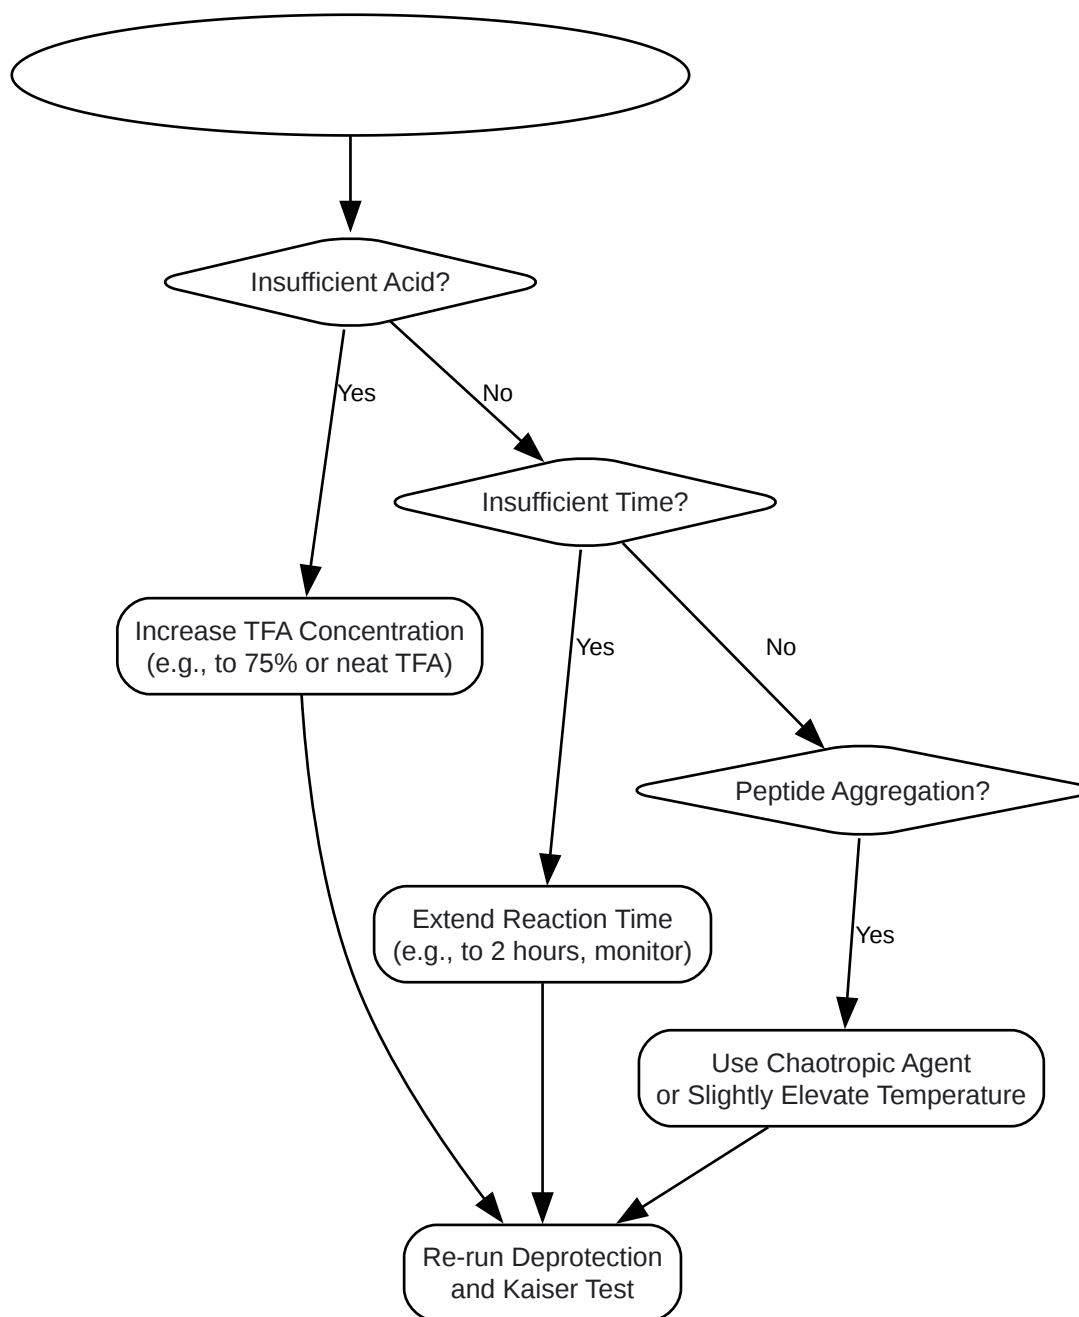 Insufficient Acid?
Yes
No
Insufficient Time?
Increase TFA Concentration
(e.g., to 75% or neat TFA)
Yes
No
Peptide Aggregation?
Extend Reaction Time
(e.g., to 2 hours, monitor)
Yes
Use Chaotropic Agent
or Slightly Elevate Temperature
Re-run Deprotection
and Kaiser Test